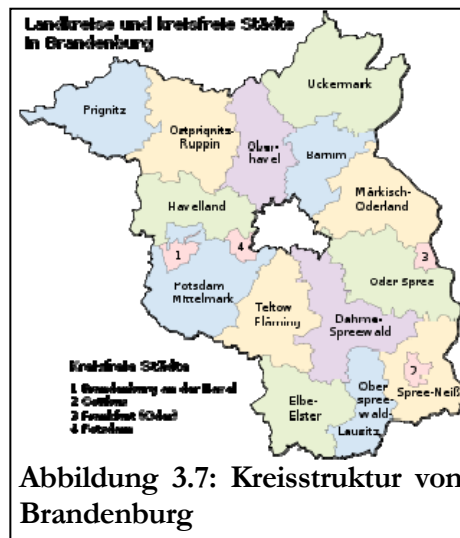 Landkreise und kreisfreie Städte
in Brandenburg
Uckermark
Prignitz
Ostprignitz-
Ruppin
Ober-
havel
Barnim
Märkisch-
Oderland
Havelland
1
4
3
Oder Spree
Potsdam
Mittelmark
Teltow
Fläming
Dahme-
Spreewald
Kreisfreie Städte
1 Brandenburg an der Havel
2 Cottbus
3 Frankfurt (Oder)
4 Potsdam
Elbe-
Elster
Ober
spree-
wald-
Lausitz
2
Spree-Neiß
Abbildung 3.7: Kreisstruktur von
Brandenburg